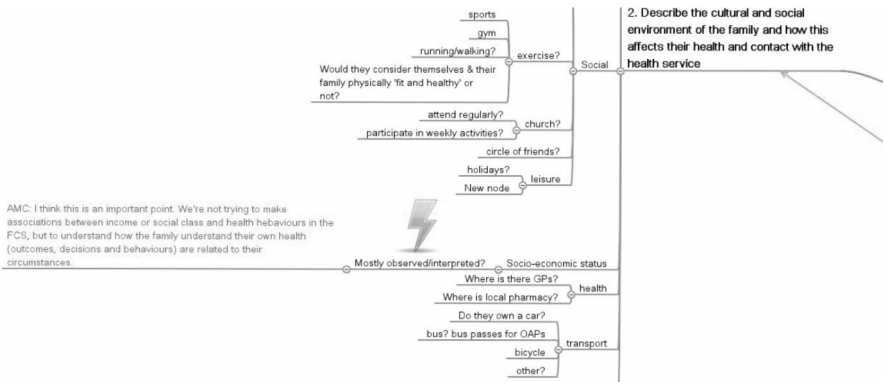 2. Describe the cultural and social
environment of the family and how this
affects their health and contact with the
health service
Social
exercise?
sports
gym
running/walking?
Would they consider themselves & their
family physically 'fit and healthy' or
not?
church?
attend regularly?
participate in weekly activities?
circle of friends?
leisure
holidays?
New node
Socio-economic status
Mostly observed/interpreted?
AMC: I think this is an important point. We're not trying to make
associations between income or social class and health hebaviours in the
FCS, but to understand how the family understand their own health
(outcomes, decisions and behaviours) are related to their
circumstances.
health
Where is there GPs?
Where is local pharmacy?
transport
Do they own a car?
bus? bus passes for OAPs
bicycle
other?